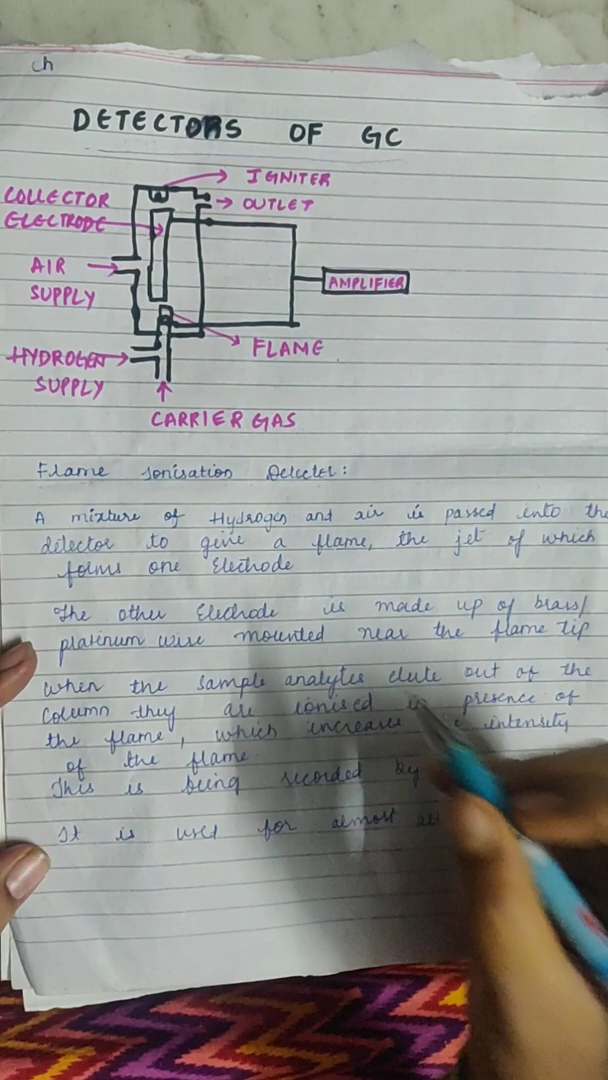 ch
DETECTORS OF GC
IGNITER
COLLECTOR
ELECTRODE
OUTLET
AIR
SUPPLY
AMPLIFIER
FLAME
HYDROGEN
SUPPLY
CARRIER GAS
Flame Ionisation Detector:
A mixture of Hydrogen and air is passed into the
detector to give a flame, the jet of which
forms one Electrode
The other Electrode is made up of brass/
platinum wire mounted near the flame tip
When the sample analytes elute out of the
column they are ionised in presence of
the flame, which increases intensity
of the flame.
This is being recorded by
It is used for almost